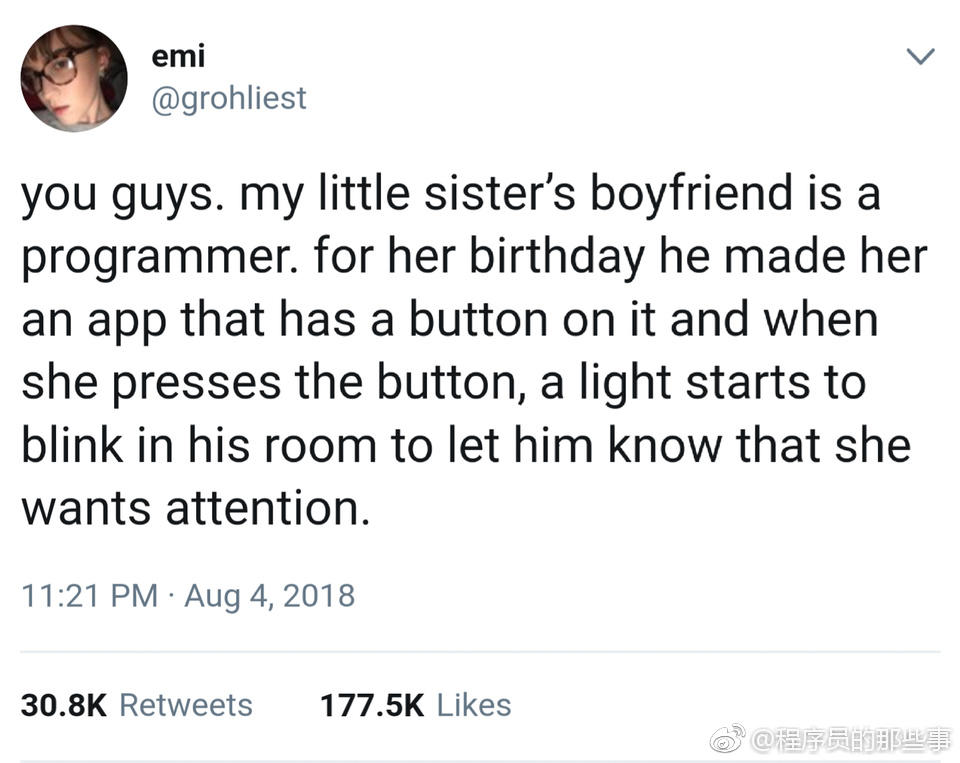 emi
@grohliest
you guys. my little sister’s boyfriend is a
programmer. for her birthday he made her
an app that has a button on it and when
she presses the button, a light starts to
blink in his room to let him know that she
wants attention.
11:21 PM · Aug 4, 2018
30.8K Retweets 177.5K Likes
@程序员的那些事